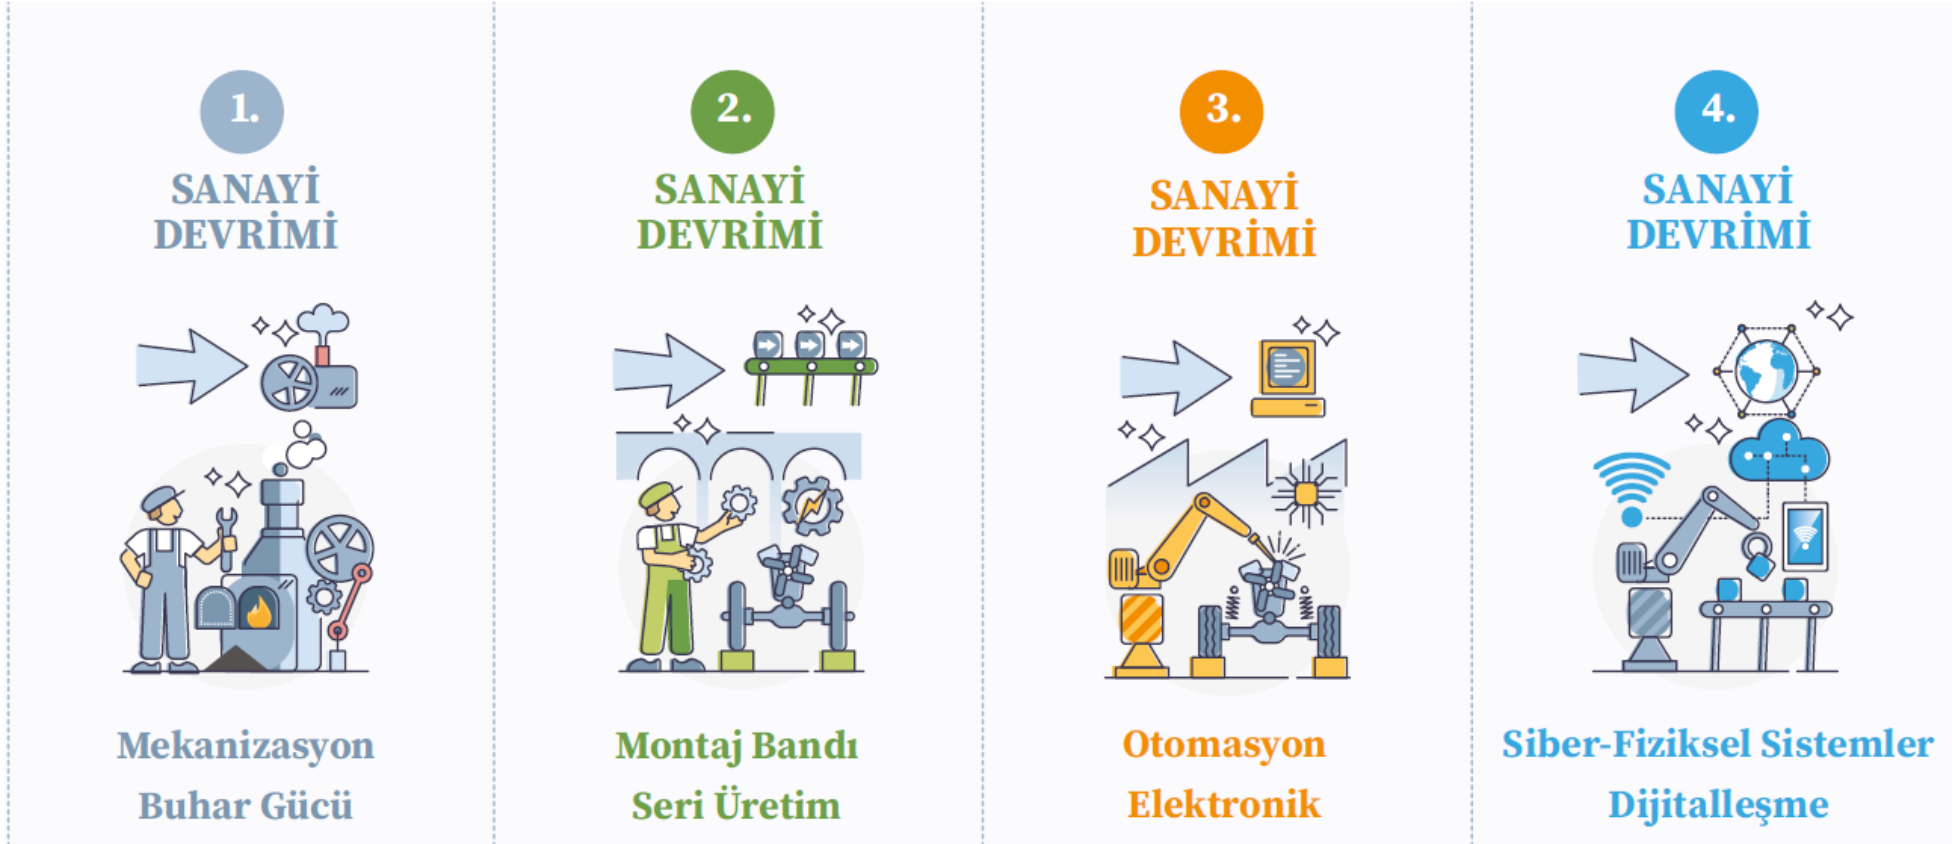 1.
SANAYİ
DEVRİMİ
Mekanizasyon
Buhar Gücü
2.
SANAYİ
DEVRİMİ
Montaj Bandı
Seri Üretim
3.
SANAYİ
DEVRİMİ
Otomasyon
Elektronik
4.
SANAYİ
DEVRİMİ
Siber-Fiziksel Sistemler
Dijitalleşme